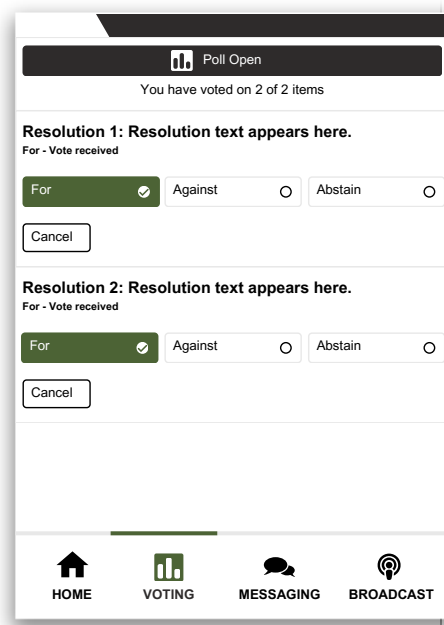 Poll Open
You have voted on 2 of 2 items
Resolution 1: Resolution text appears here.
For - Vote received
For Against Abstain
Cancel
Resolution 2: Resolution text appears here.
For - Vote received
For Against Abstain
Cancel
HOME VOTING MESSAGING BROADCAST